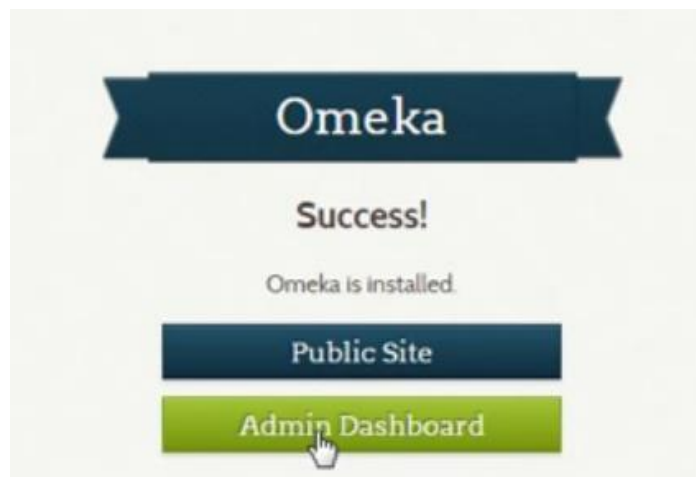 Omeka
Success!
Omeka is installed.
Public Site
Admin Dashboard